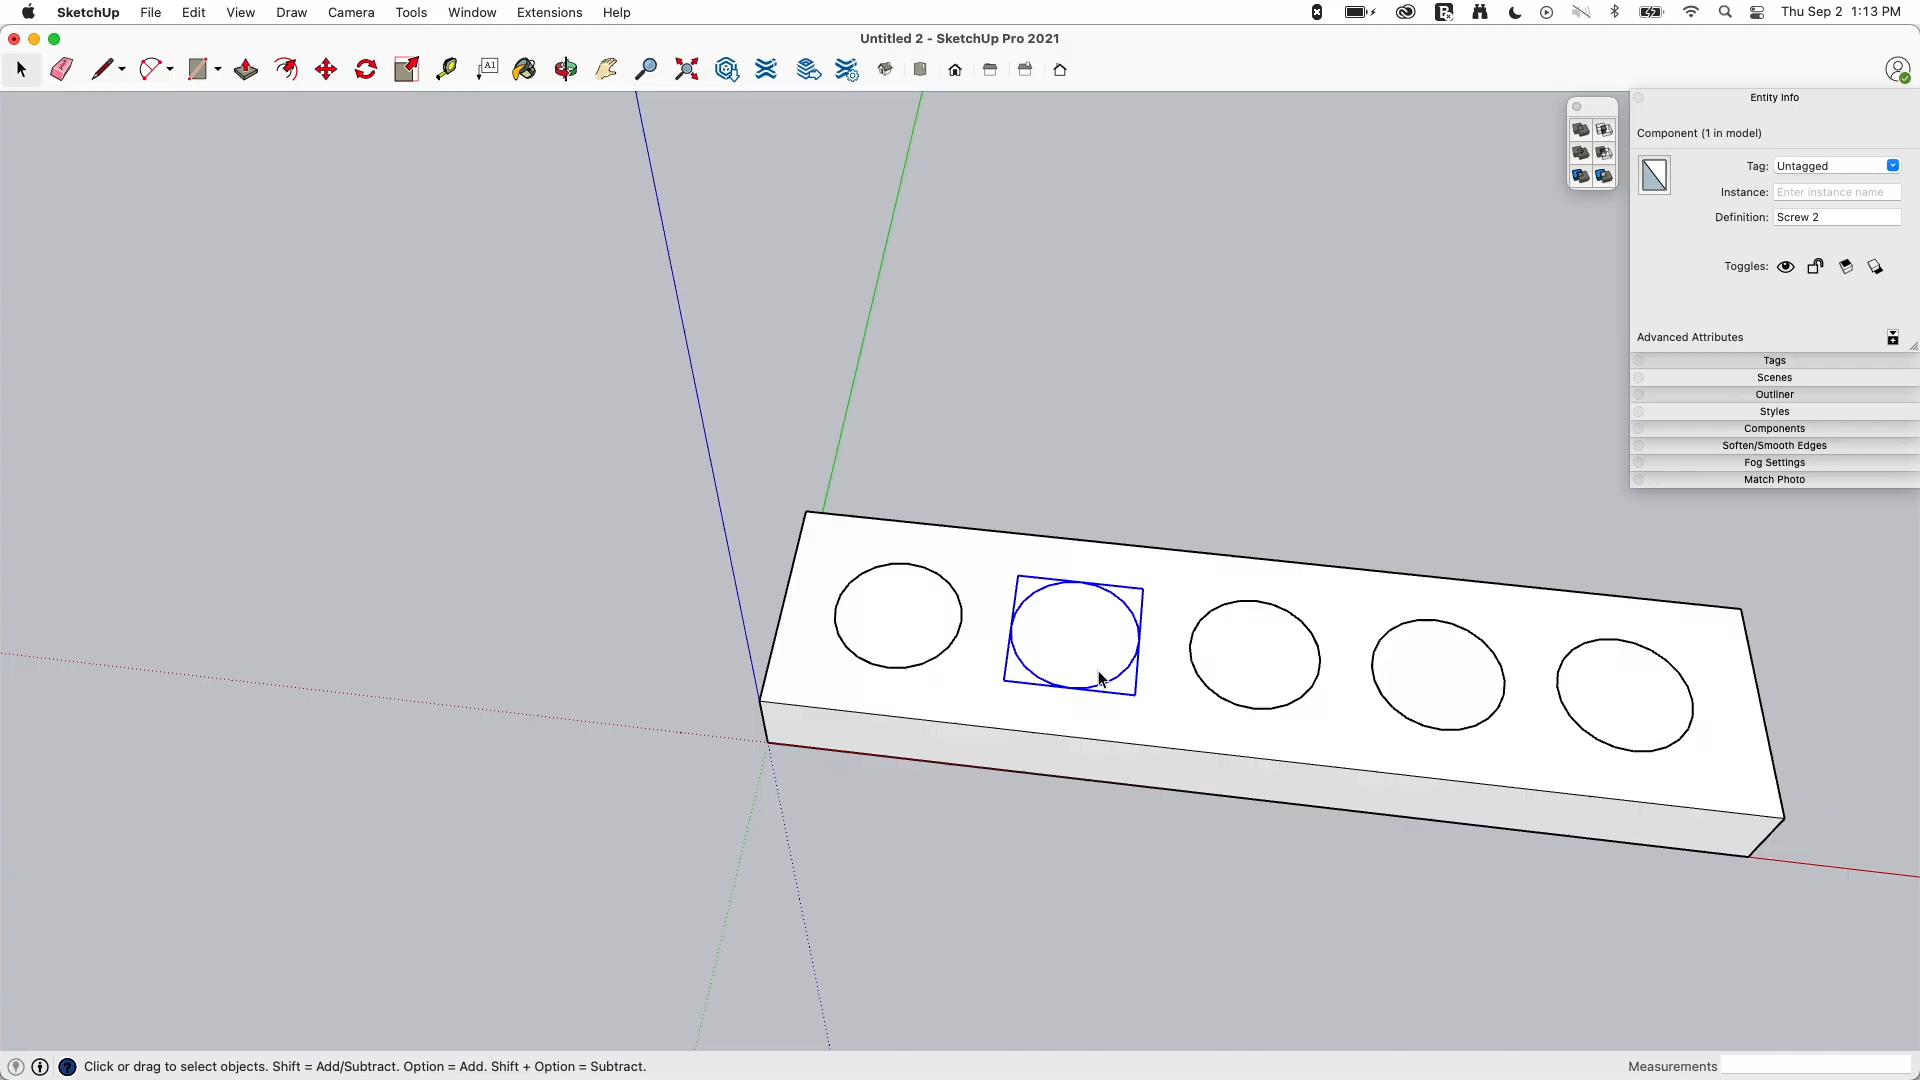 SketchUp File Edit View Draw Camera Tools Window Extensions Help Thu Sep 2 1:13 PM
Untitled 2 - SketchUp Pro 2021
A1
Entity Info
Component (1 in model)
Tag: Untagged
Instance: Enter instance name
Definition: Screw 2
Toggles:
Advanced Attributes
Tags
Scenes
Outliner
Styles
Components
Soften/Smooth Edges
Fog Settings
Match Photo
Click or drag to select objects. Shift = Add/Subtract. Option = Add. Shift + Option = Subtract. Measurements